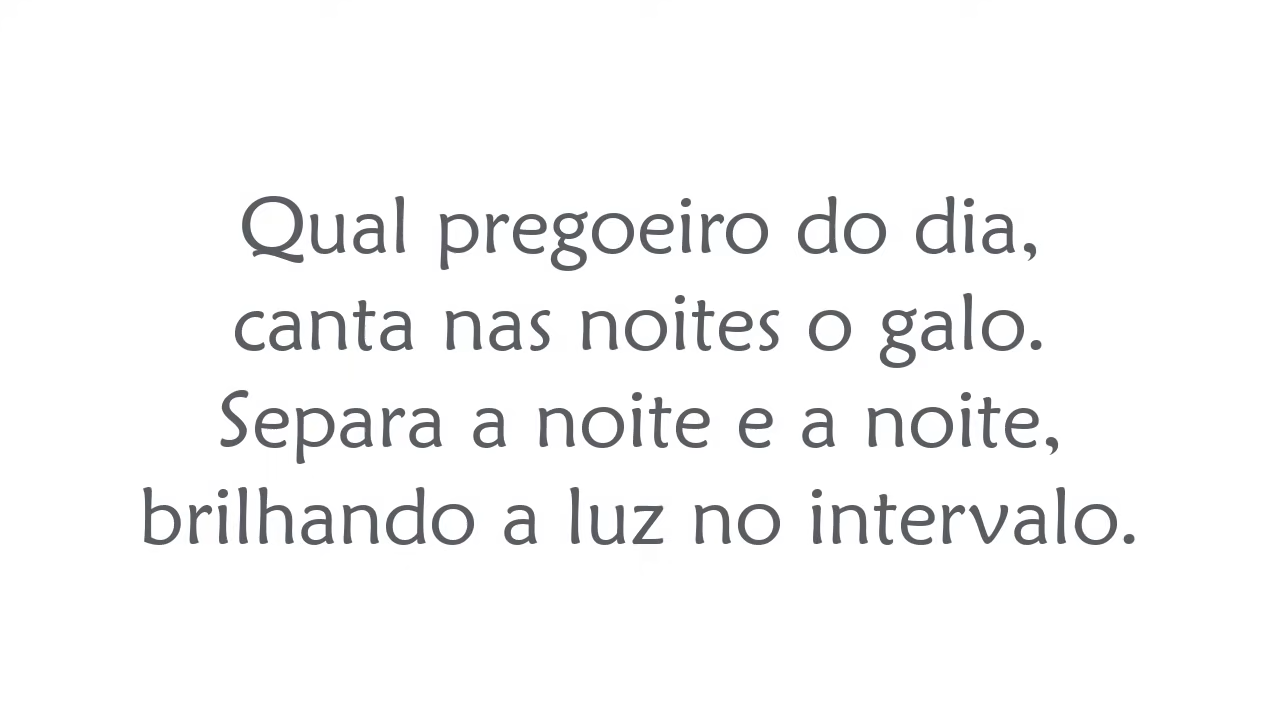 Qual pregoeiro do dia,
canta nas noites o galo.
Separa a noite e a noite,
brilhando a luz no intervalo.